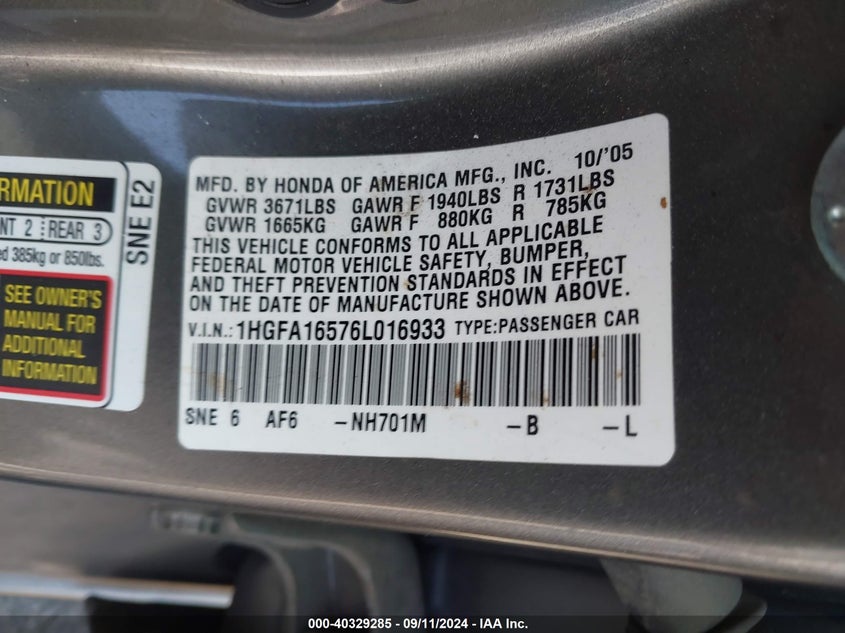 RMATION
NT 2 REAR 3
ed 385kg or 850lbs.
SEE OWNER'S
MANUAL FOR
ADDITIONAL
INFORMATION
SNE E2
MFD. BY HONDA OF AMERICA MFG., INC. 10/'05
GVWR 3671LBS GAWR F 1940LBS R 1731LBS
GVWR 1665KG GAWR F 880KG R 785KG
THIS VEHICLE CONFORMS TO ALL APPLICABLE
FEDERAL MOTOR VEHICLE SAFETY, BUMPER,
AND THEFT PREVENTION STANDARDS IN EFFECT
ON THE DATE OF MANUFACTURE SHOWN ABOVE.
V.I.N.:1HGFA16576L016933 TYPE:PASSENGER CAR
SNE 6 AF6 -NH701M -B -L
000-40329285 - 09/11/2024 - IAA Inc.